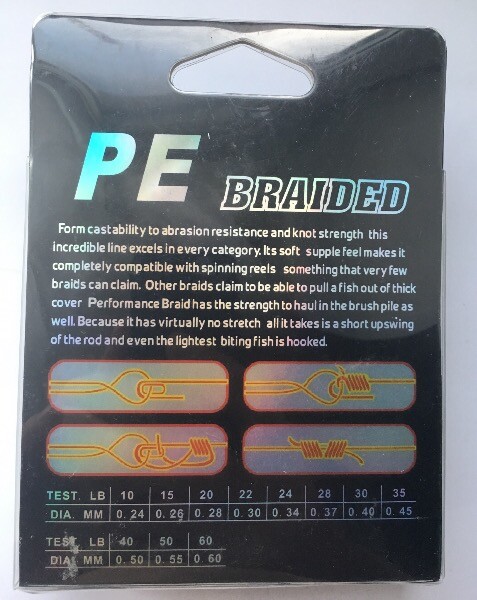 PE BRAIDED
Form castability to abrasion resistance and knot strength this
incredible line excels in every category. Its soft supple feel makes it
completely compatible with spinning reels something that very few
braids can claim. Other braids claim to be able to pull a fish out of thick
cover Performance Braid has the strength to haul in the brush pile as
well. Because it has virtually no stretch all it takes is a short upswing
of the rod and even the lightest biting fish is hooked.
TEST. LB 10 15 20 22 24 28 30 35
DIA. MM 0.24 0.26 0.28 0.30 0.34 0.37 0.40 0.45
TEST. LB 40 50 60
DIA. MM 0.50 0.55 0.60